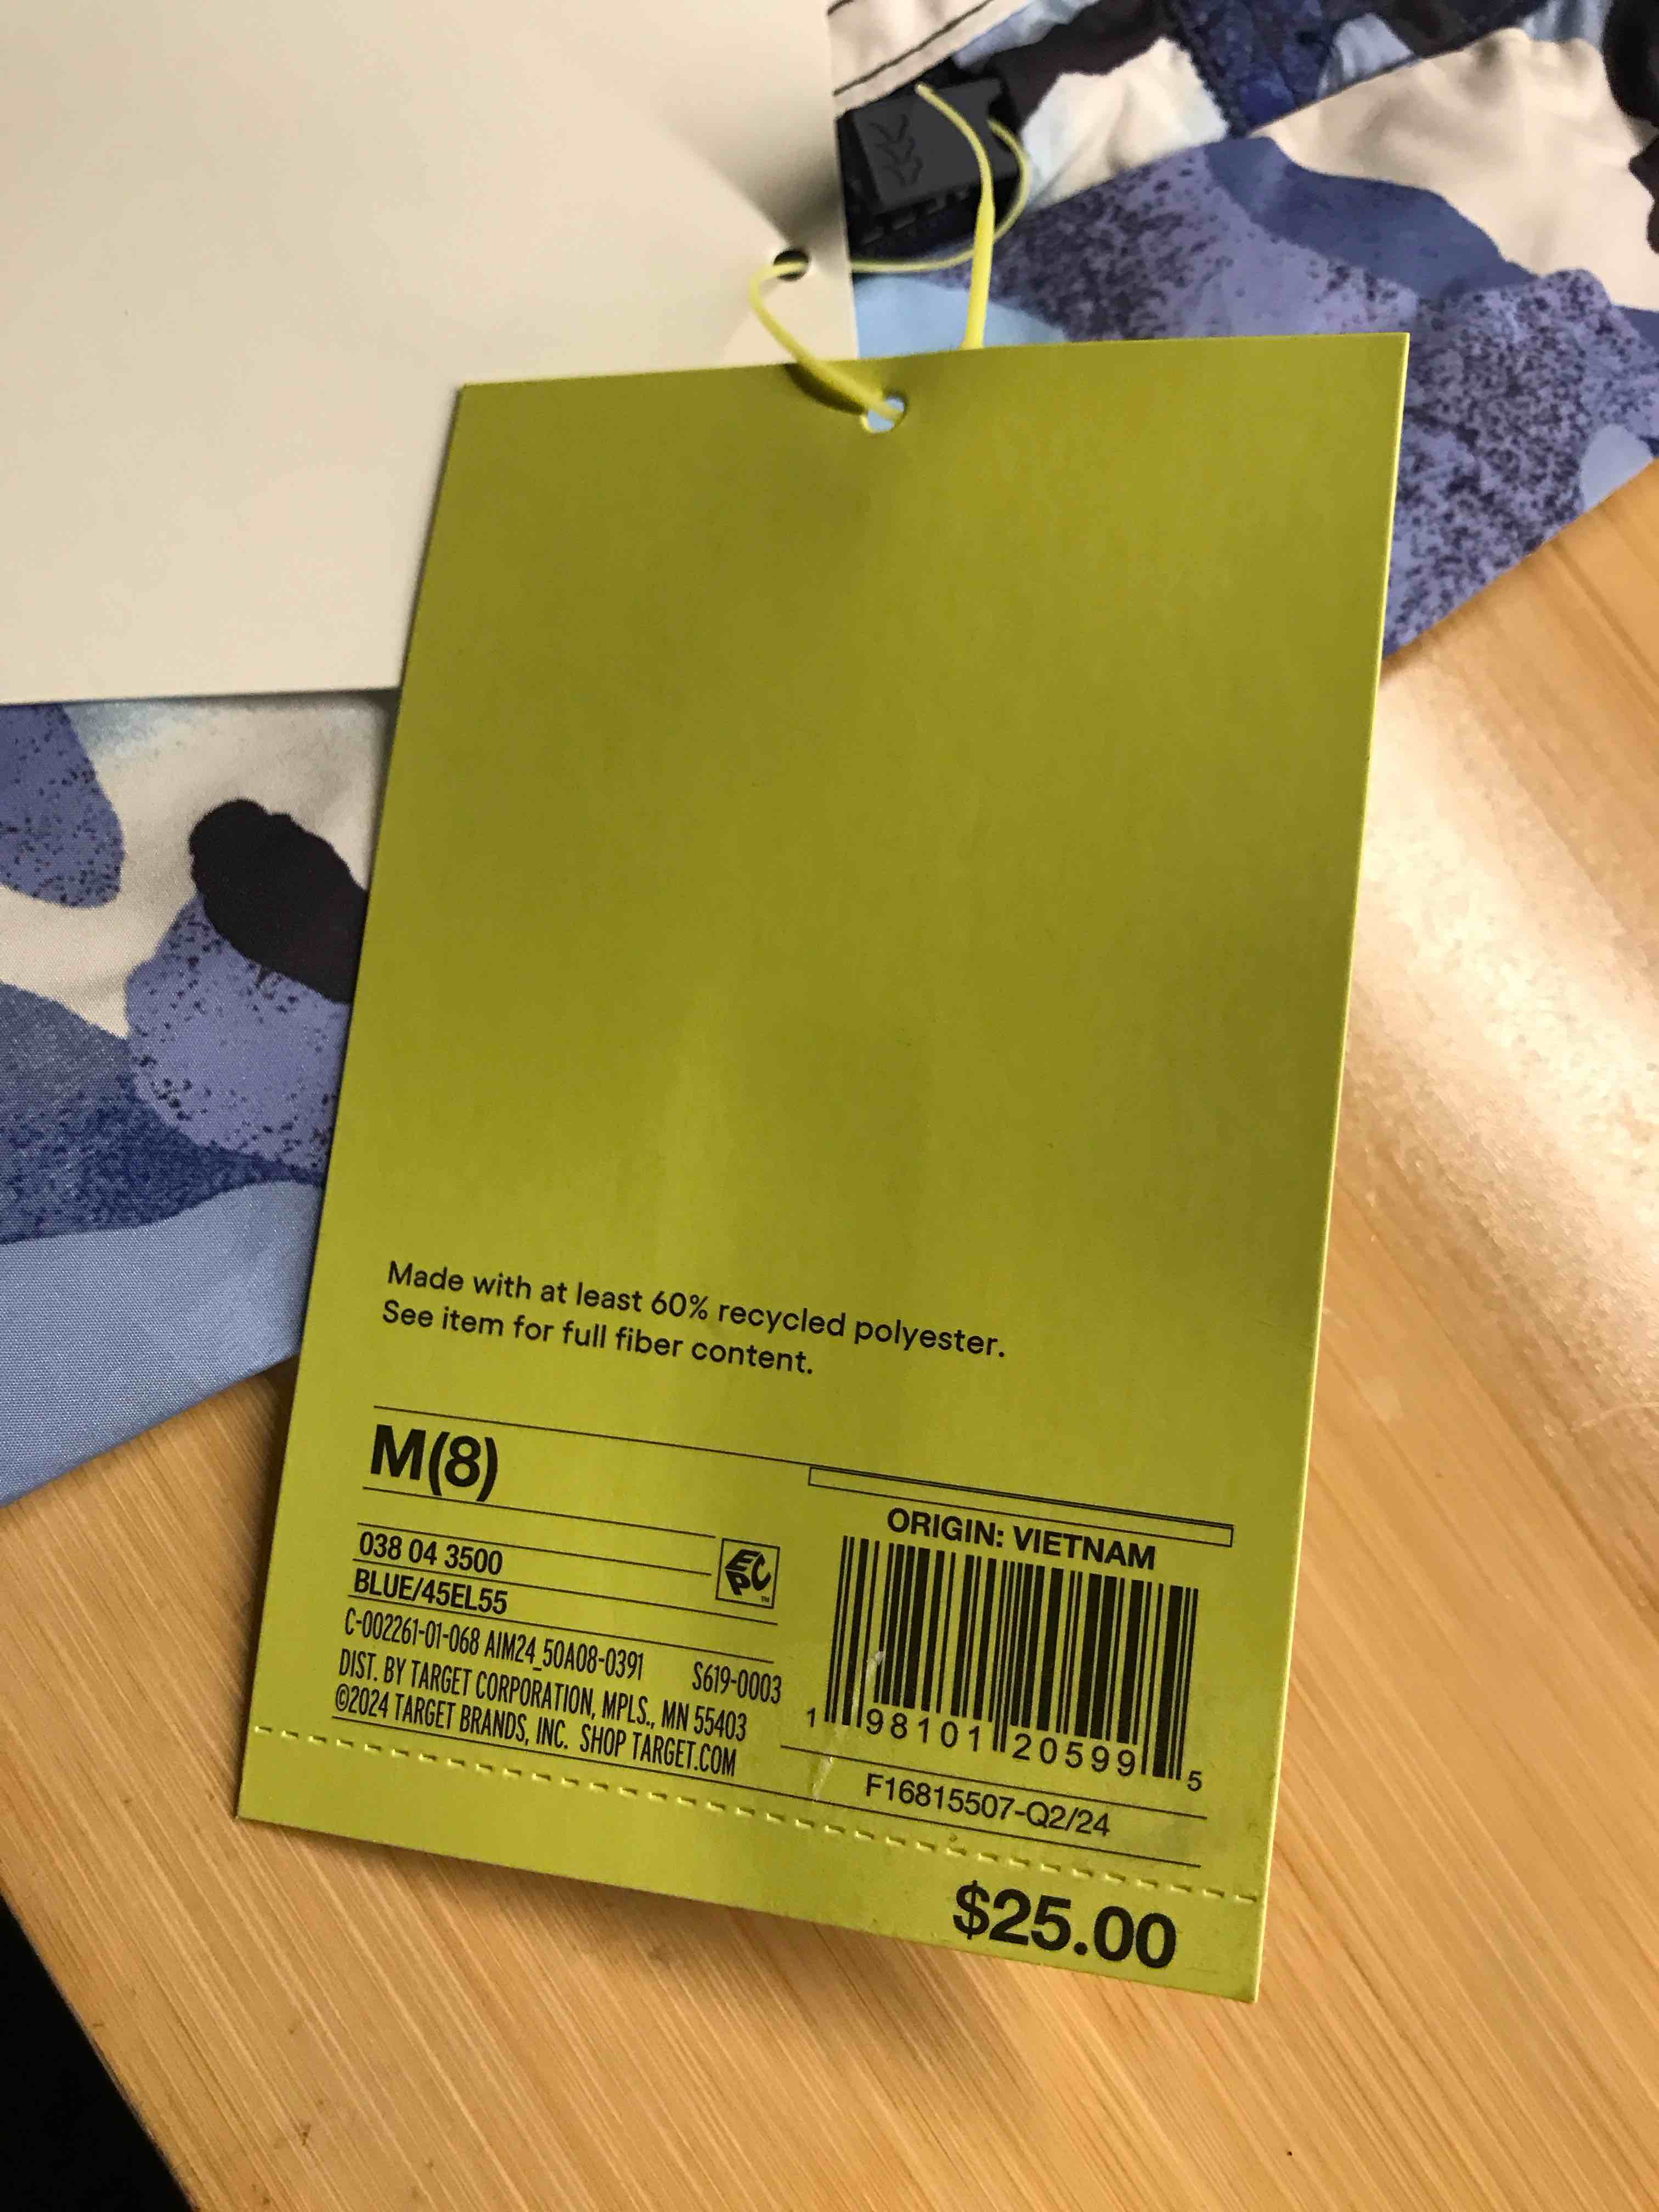 Made with at least 60% recycled polyester.
See item for full fiber content.
M(8)
038 04 3500
BLUE/45EL55
EPC™
C-002261-01-068 AIM24_50A08-0391 S619-0003
DIST. BY TARGET CORPORATION, MPLS., MN 55403
©2024 TARGET BRANDS, INC. SHOP TARGET.COM
ORIGIN: VIETNAM
1 98101 20599 5
F16815507-Q2/24
$25.00